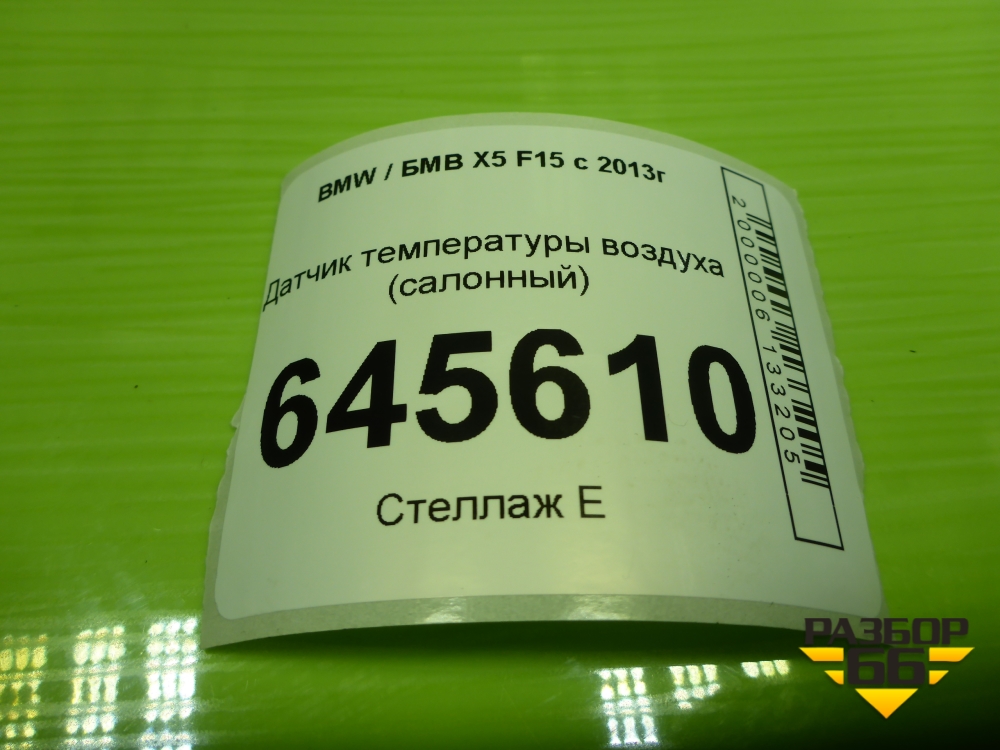 BMW / БМВ X5 F15 с 2013г
Датчик температуры воздуха
(салонный)
645610
Стеллаж Е
2000006133205
РАЗБОР
66